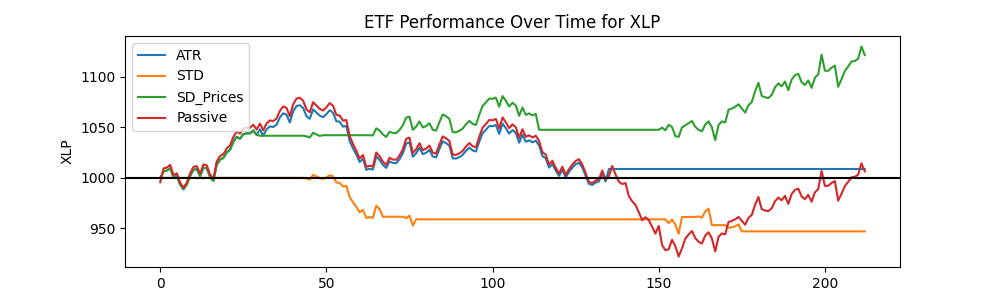 ETF Performance Over Time for XLP
XLP
1100
1050
1000
950
ATR
STD
SD_Prices
Passive
0
50
100
150
200